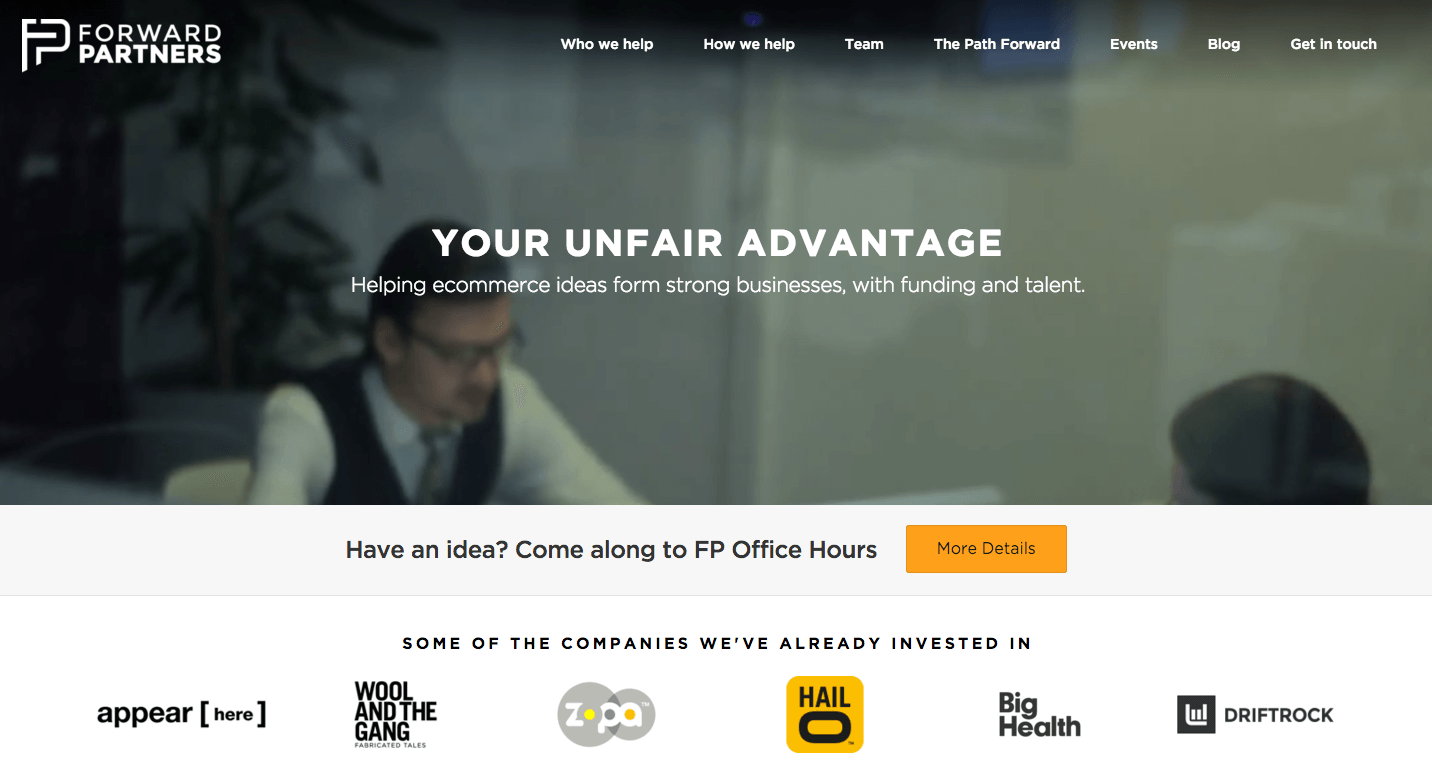 FP FORWARD
PARTNERS
Who we help How we help Team The Path Forward Events Blog Get in touch
YOUR UNFAIR ADVANTAGE
Helping ecommerce ideas form strong businesses, with funding and talent.
Have an idea? Come along to FP Office Hours More Details
SOME OF THE COMPANIES WE'VE ALREADY INVESTED IN
appear [here]
WOOL
AND THE
GANG
FABRICATED TALES
zopa™
HAIL
O™
Big
Health
DRIFTROCK